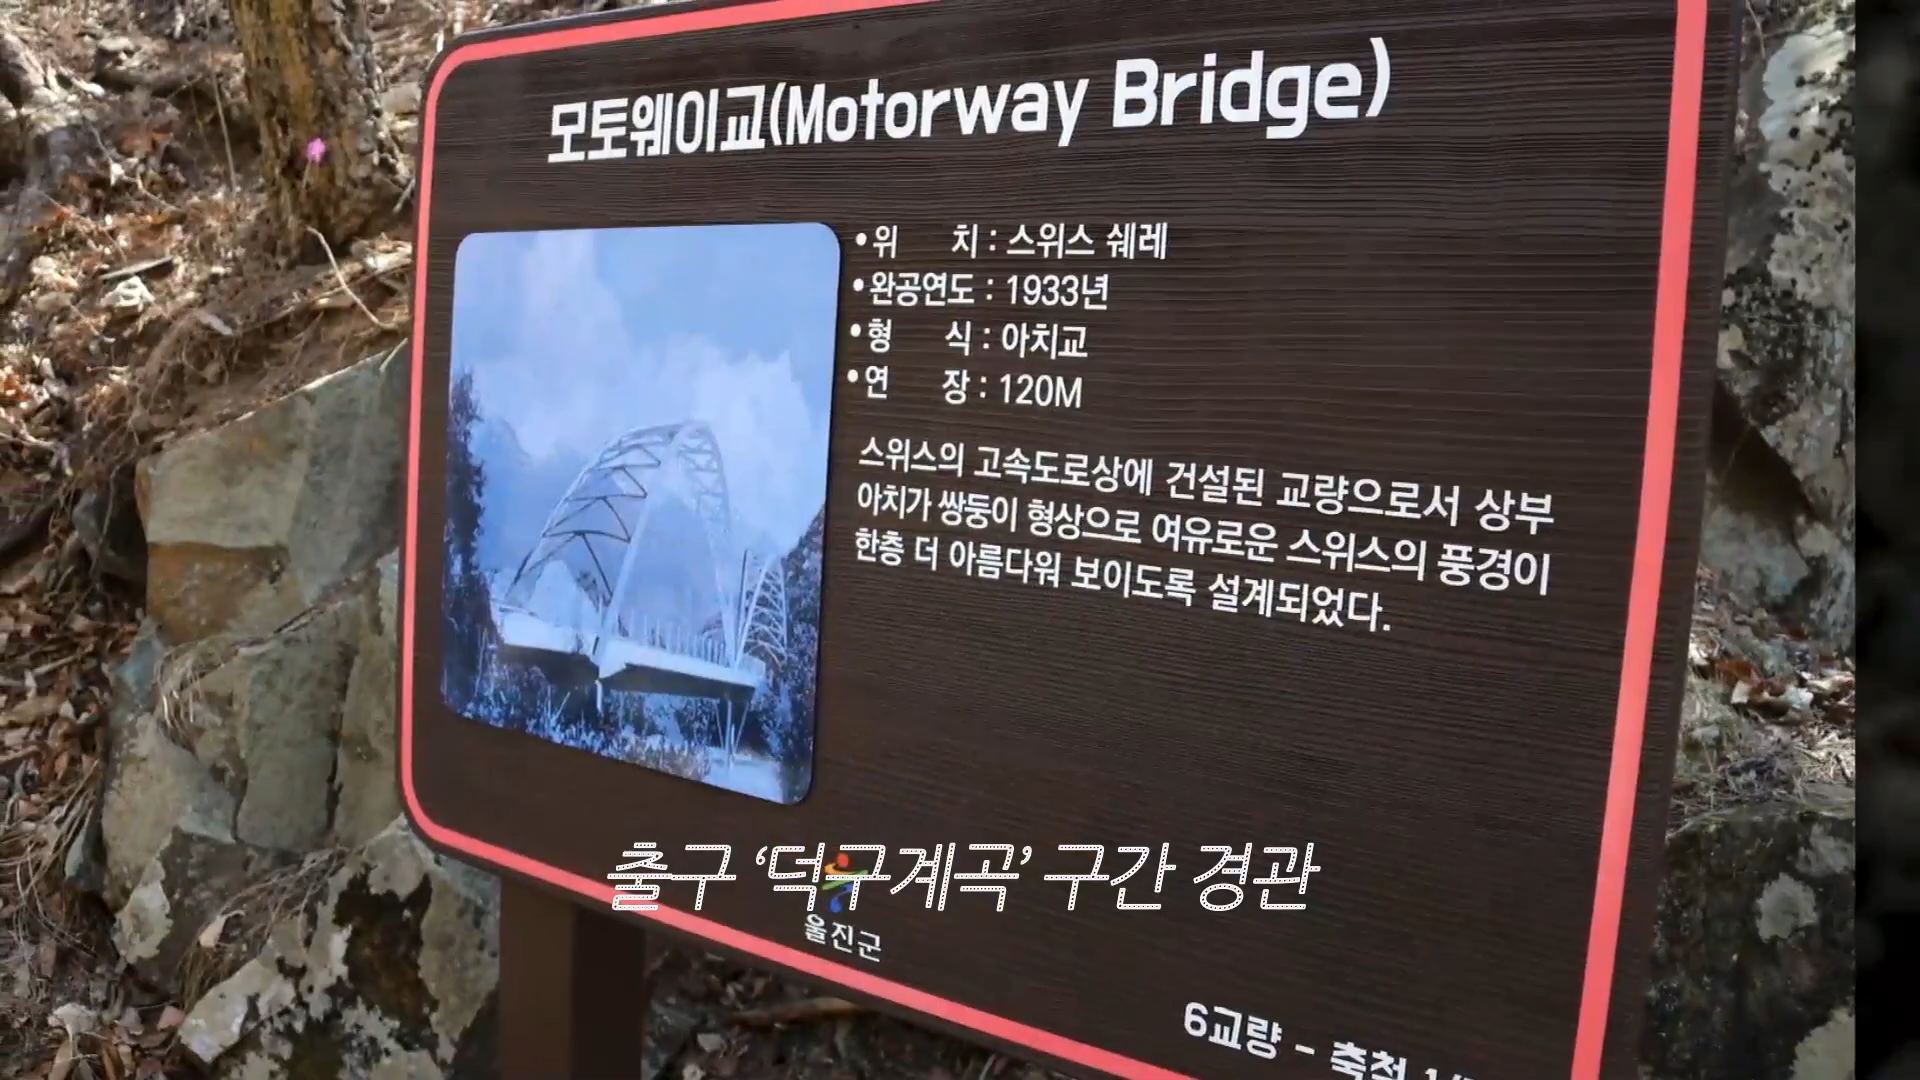 모토웨이교(Motorway Bridge)
•위 치 : 스위스 쉐레
•완공연도 : 1933년
•형 식 : 아치교
•연 장 : 120M
스위스의 고속도로상에 건설된 교량으로서 상부
아치가 쌍둥이 형상으로 여유로운 스위스의 풍경이
한층 더 아름다워 보이도록 설계되었다.
출구 ‘덕구계곡’ 구간 경관
울진군
6교량 - 축척